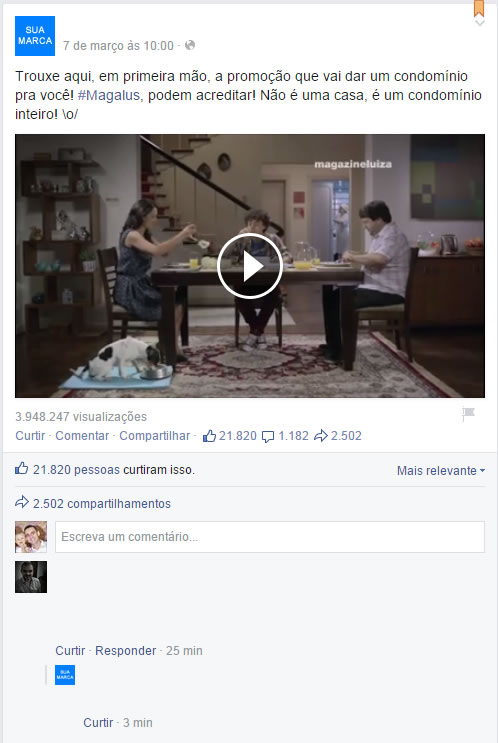 SUA
MARCA
7 de março ás 10:00 ·
Trouxe aqui, em primeira mão, a promoção que vai dar um condomínio
pra você! #Magalus, podem acreditar! Não é uma casa, é um condomínio
inteiro! \o/
magazineluiza
3.948.247 visualizações
Curtir · Comentar · Compartilhar · 21.820 1.182 2.502
21.820 pessoas curtiram isso. Mais relevante
2.502 compartilhamentos
Escreva um comentário...
Curtir · Responder · 25 min
SUA
MARCA
Curtir · 3 min